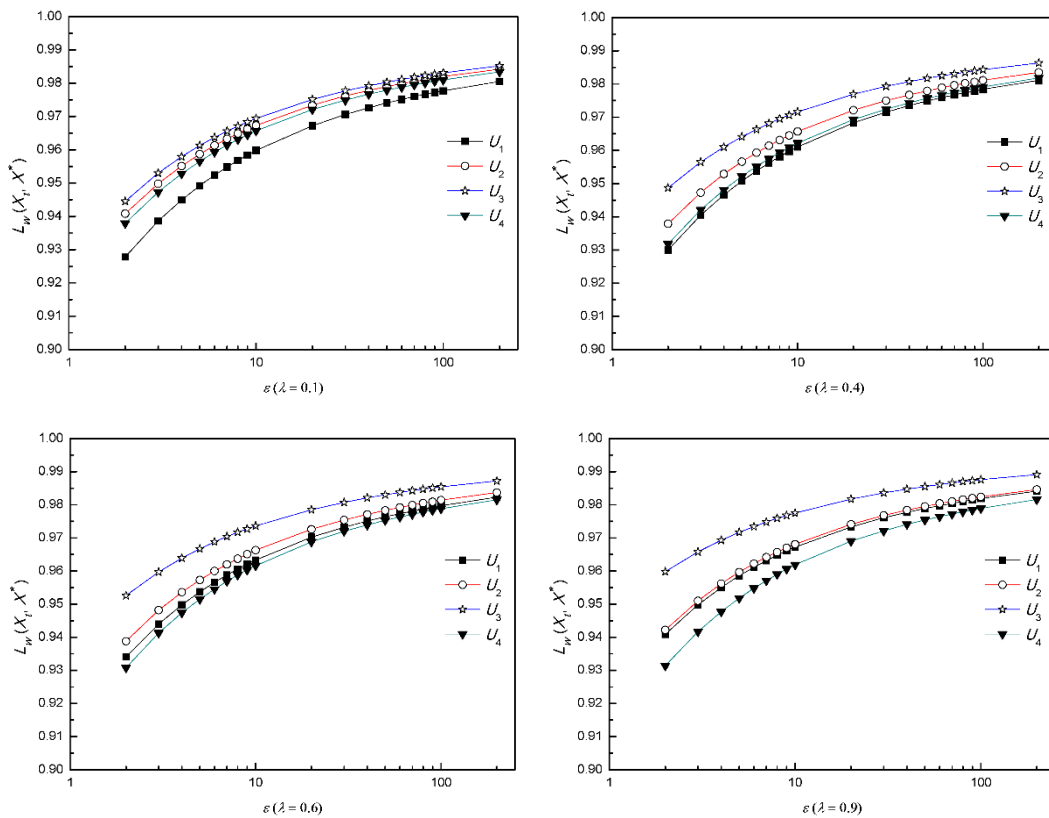 1.00
0.99
0.98
0.97
0.96
0.95
0.94
0.93
0.92
0.91
0.90
L_W (X_t, X^*)
U_1
U_2
U_3
U_4
1 10 100
ε (λ = 0.1)
1.00
0.99
0.98
0.97
0.96
0.95
0.94
0.93
0.92
0.91
0.90
L_W (X_t, X^*)
U_1
U_2
U_3
U_4
1 10 100
ε (λ = 0.4)
1.00
0.99
0.98
0.97
0.96
0.95
0.94
0.93
0.92
0.91
0.90
L_W (X_t, X^*)
U_1
U_2
U_3
U_4
1 10 100
ε (λ = 0.6)
1.00
0.99
0.98
0.97
0.96
0.95
0.94
0.93
0.92
0.91
0.90
L_W (X_t, X^*)
U_1
U_2
U_3
U_4
1 10 100
ε (λ = 0.9)